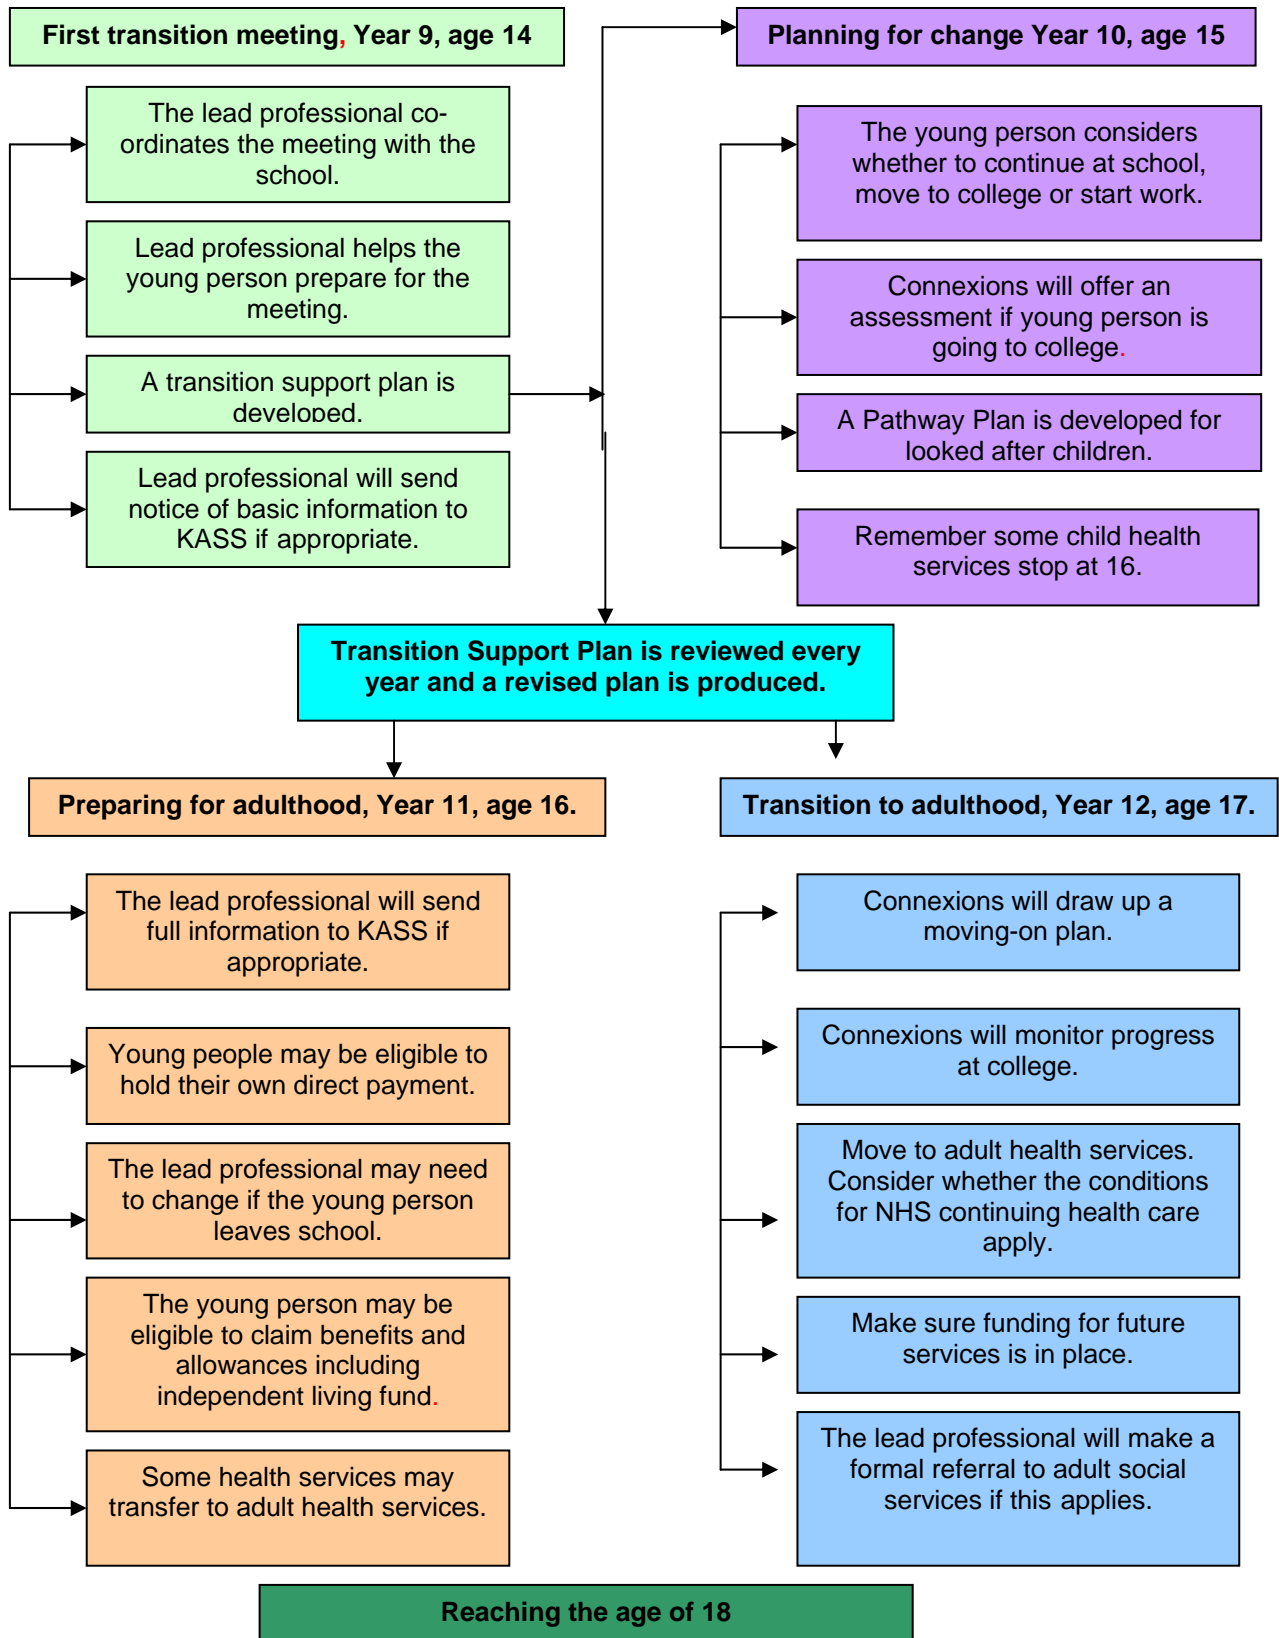 First transition meeting, Year 9, age 14
The lead professional co-
ordinates the meeting with the
school.
Lead professional helps the
young person prepare for the
meeting.
A transition support plan is
developed.
Lead professional will send
notice of basic information to
KASS if appropriate.
Planning for change Year 10, age 15
The young person considers
whether to continue at school,
move to college or start work.
Connexions will offer an
assessment if young person is
going to college.
A Pathway Plan is developed for
looked after children.
Remember some child health
services stop at 16.
Transition Support Plan is reviewed every
year and a revised plan is produced.
Preparing for adulthood, Year 11, age 16.
The lead professional will send
full information to KASS if
appropriate.
Young people may be eligible to
hold their own direct payment.
The lead professional may need
to change if the young person
leaves school.
The young person may be
eligible to claim benefits and
allowances including
independent living fund.
Some health services may
transfer to adult health services.
Transition to adulthood, Year 12, age 17.
Connexions will draw up a
moving-on plan.
Connexions will monitor progress
at college.
Move to adult health services.
Consider whether the conditions
for NHS continuing health care
apply.
Make sure funding for future
services is in place.
The lead professional will make a
formal referral to adult social
services if this applies.
Reaching the age of 18